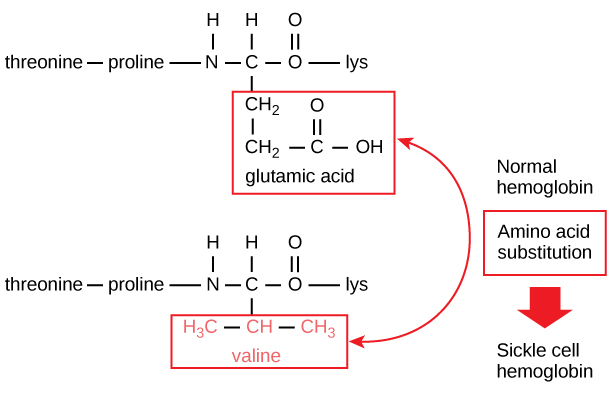 H H O
threonine – proline — N – C – O — lys
CH2 O
CH2 – C – OH
glutamic acid
Normal
hemoglobin
Amino acid
substitution
H H O
threonine – proline — N – C – O — lys
H3C – CH – CH3
valine
Sickle cell
hemoglobin